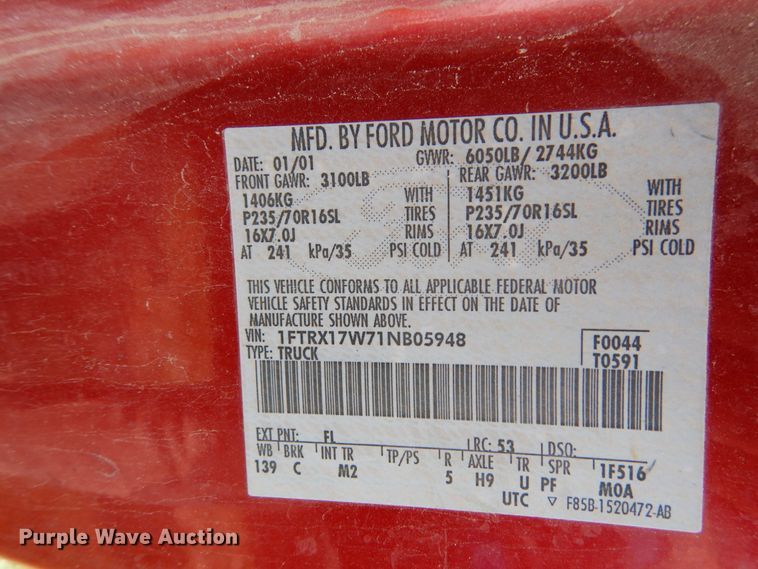 MFD. BY FORD MOTOR CO. IN U.S.A.
DATE: 01/01 GVWR: 6050LB/ 2744KG
FRONT GAWR: 3100LB REAR GAWR: 3200LB
1406KG WITH 1451KG WITH
P235/70R16SL TIRES P235/70R16SL TIRES
16X7.0J RIMS 16X7.0J RIMS
AT 241 kPa/35 PSI COLD AT 241 kPa/35 PSI COLD
THIS VEHICLE CONFORMS TO ALL APPLICABLE FEDERAL MOTOR
VEHICLE SAFETY STANDARDS IN EFFECT ON THE DATE OF
MANUFACTURE SHOWN ABOVE.
VIN: 1FTRX17W71NB05948 F0044
TYPE: TRUCK T0591
EXT PNT: FL RC: 53 DSO:
WB BRK INT TR TP/PS R AXLE TR SPR 1F516
139 C M2 5 H9 U PF M0A
UTC ▽ F85B-1520472-AB
Purple Wave Auction